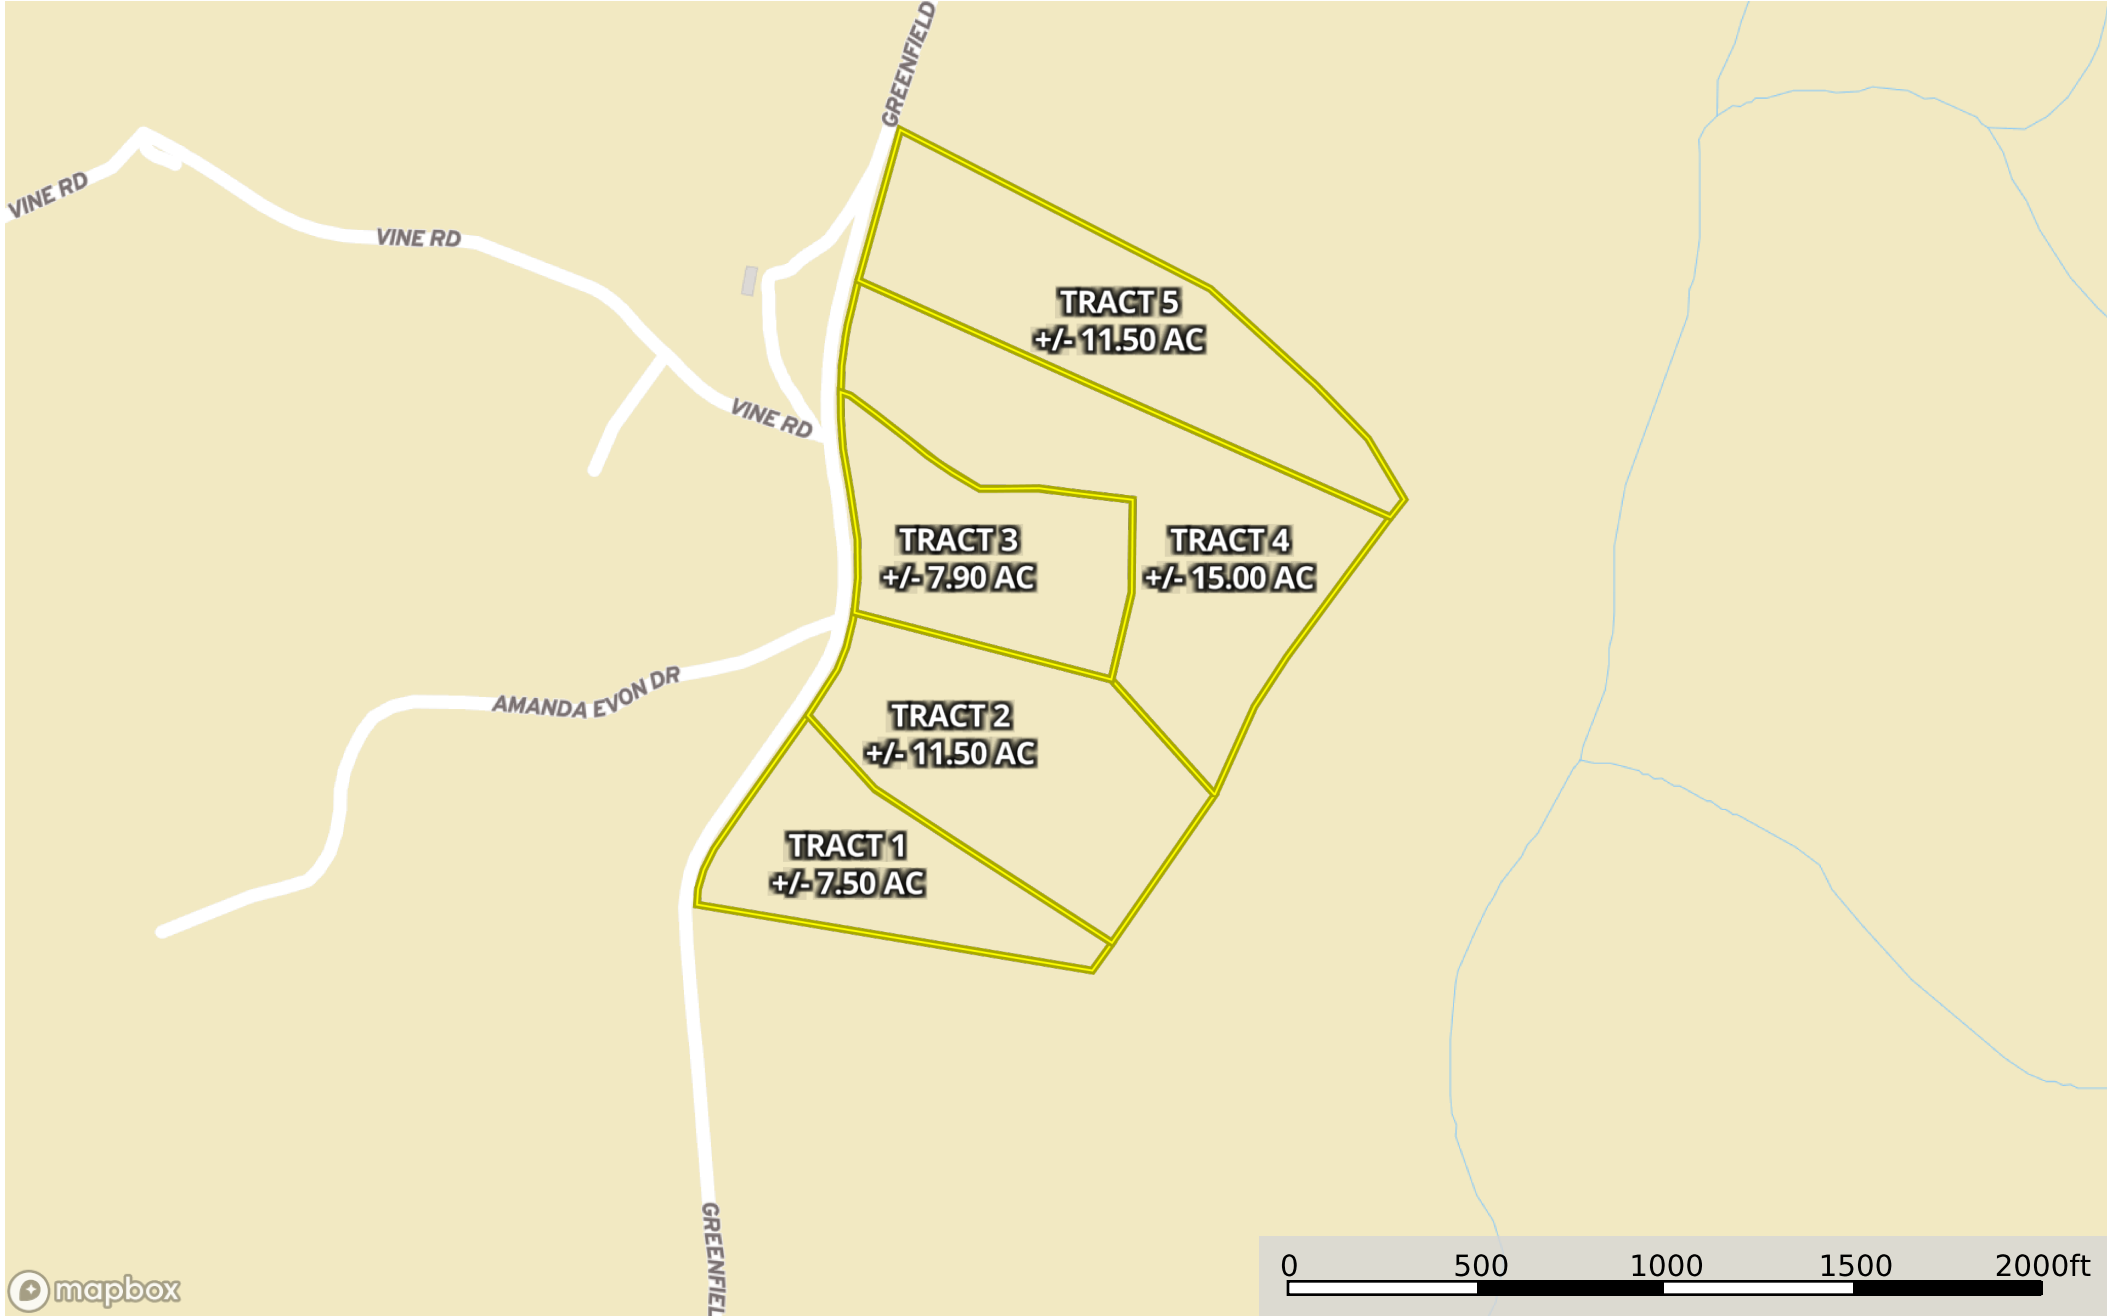 GREENFIELD
VINE RD
VINE RD
VINE RD
TRACT 5
+/- 11.50 AC
TRACT 3
+/- 7.90 AC
TRACT 4
+/- 15.00 AC
AMANDA EVON DR
TRACT 2
+/- 11.50 AC
TRACT 1
+/- 7.50 AC
GREENFIEL
0 500 1000 1500 2000ft
mapbox